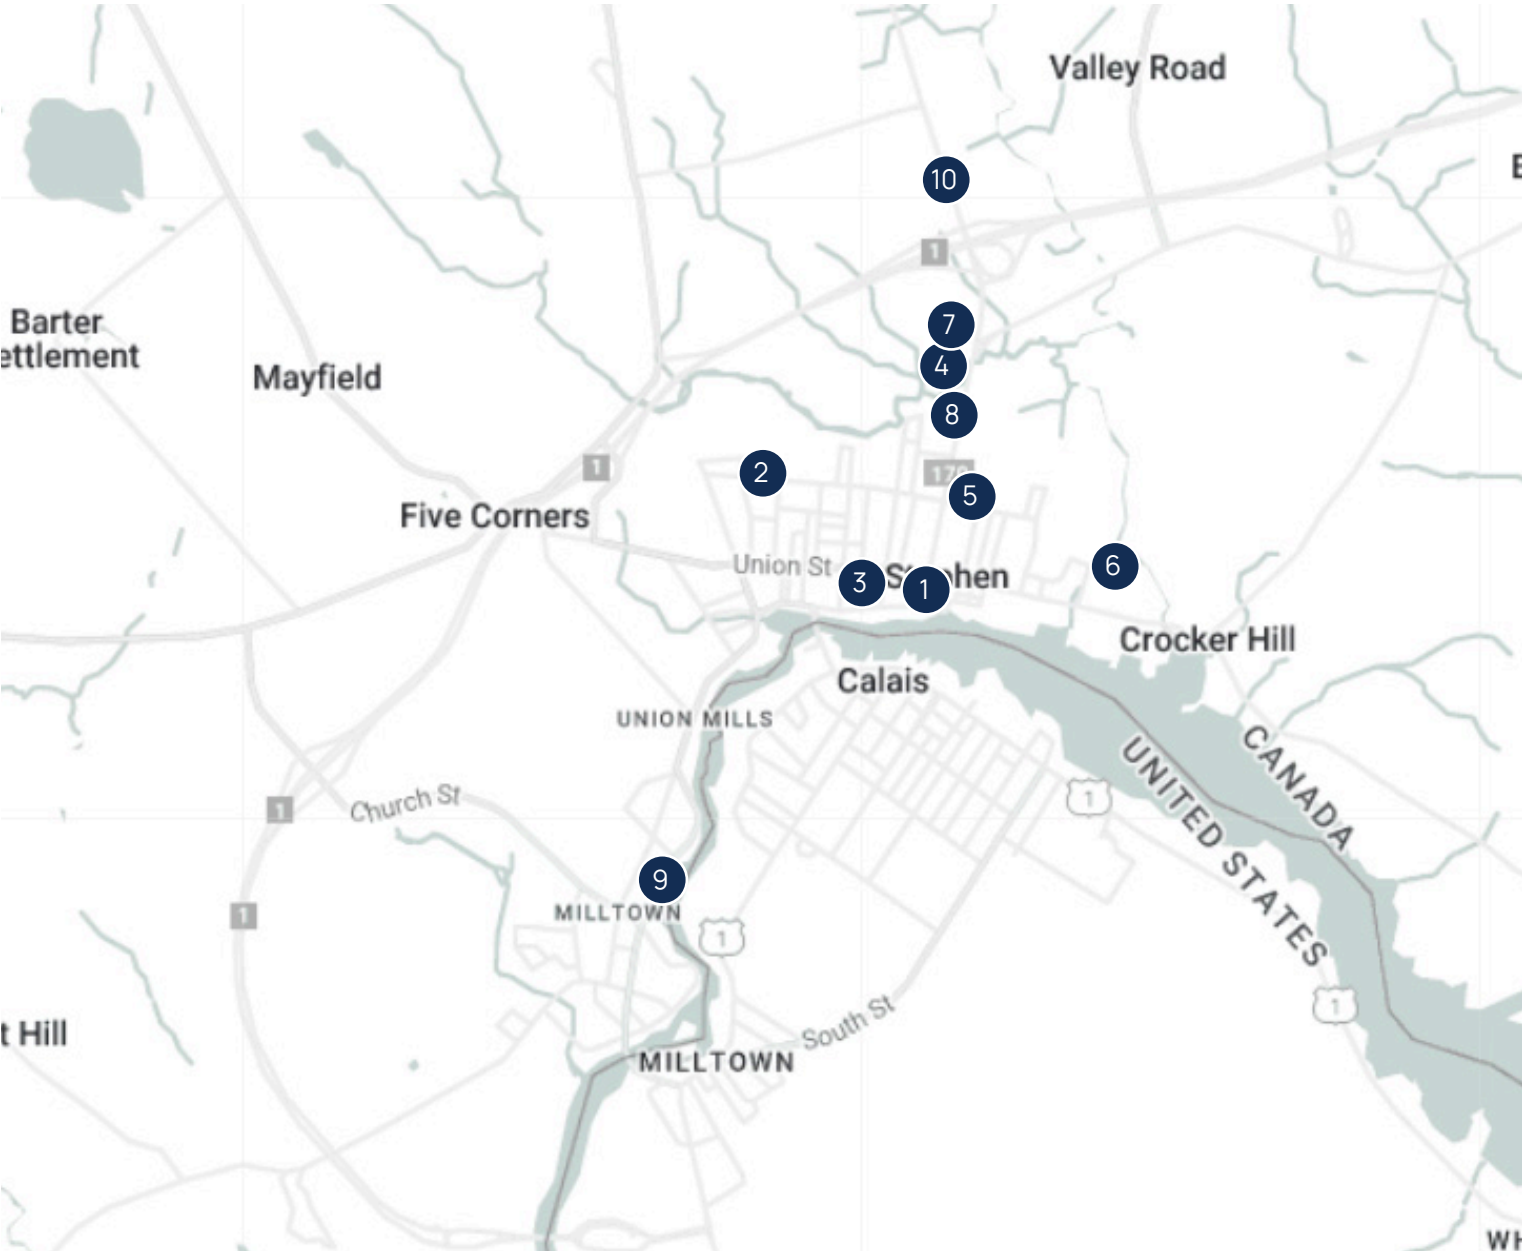 Valley Road
10
E
1
Barter
ettlement
7
Mayfield
4
8
1
2
5
Five Corners
Union St
6
3
1
Crocker Hill
Calais
UNION MILLS
CANADA
UNITED STATES
1
Church St
1
9
MILLTOWN
1
1
South St
1
t Hill
MILLTOWN
WH